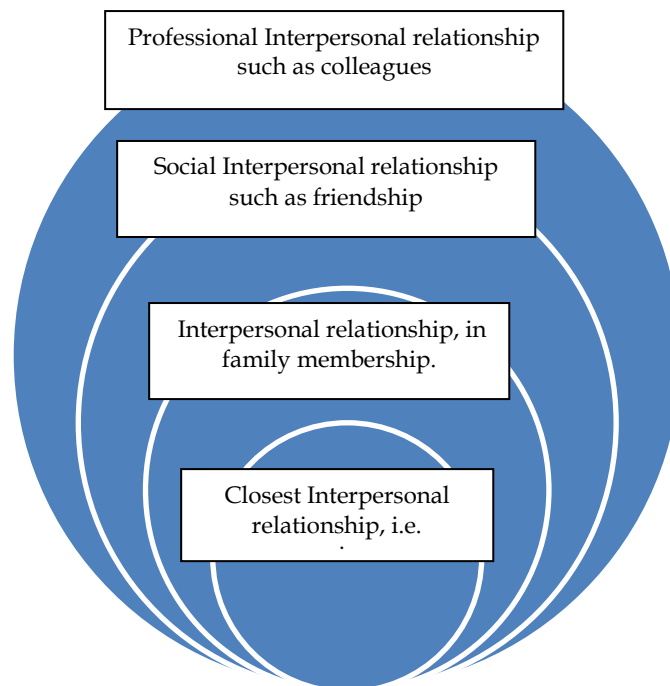 Professional Interpersonal relationship
such as colleagues
Social Interpersonal relationship
such as friendship
Interpersonal relationship, in
family membership.
Closest Interpersonal
relationship, i.e.
.